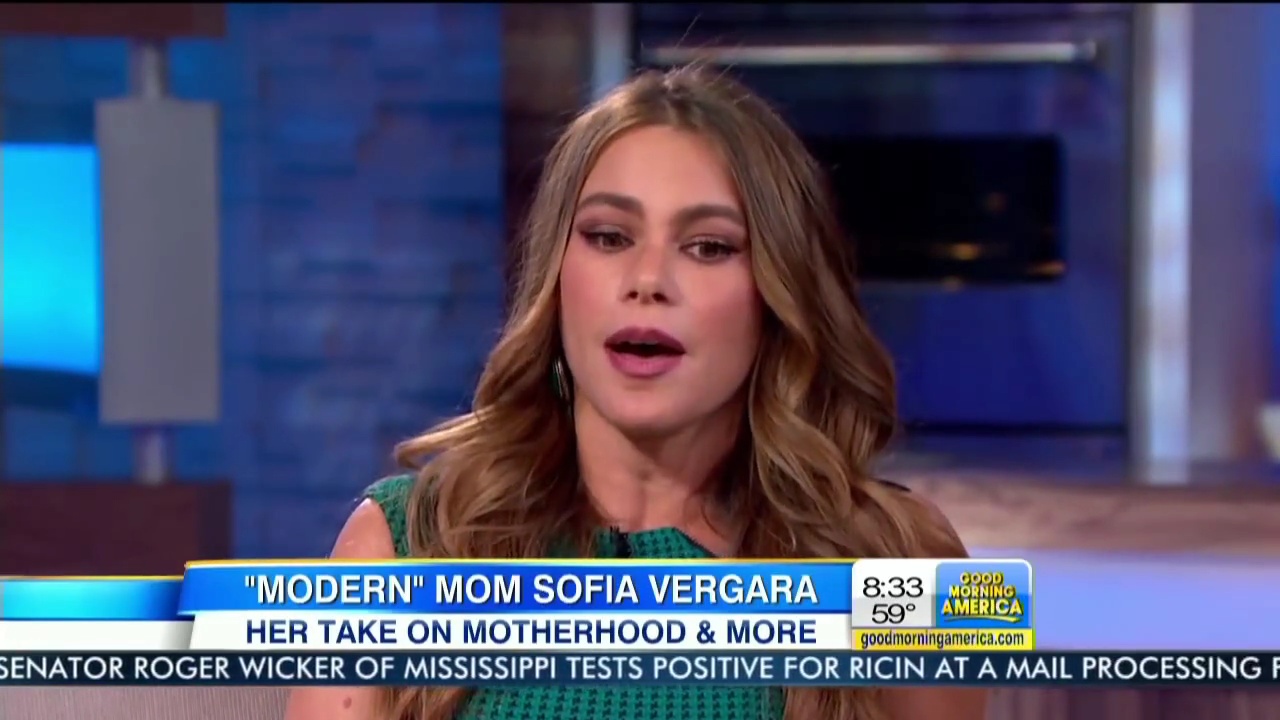 "MODERN" MOM SOFIA VERGARA
HER TAKE ON MOTHERHOOD & MORE
8:33
59°
GOOD
MORNING
AMERICA
goodmorningamerica.com
SENATOR ROGER WICKER OF MISSISSIPPI TESTS POSITIVE FOR RICIN AT A MAIL PROCESSING